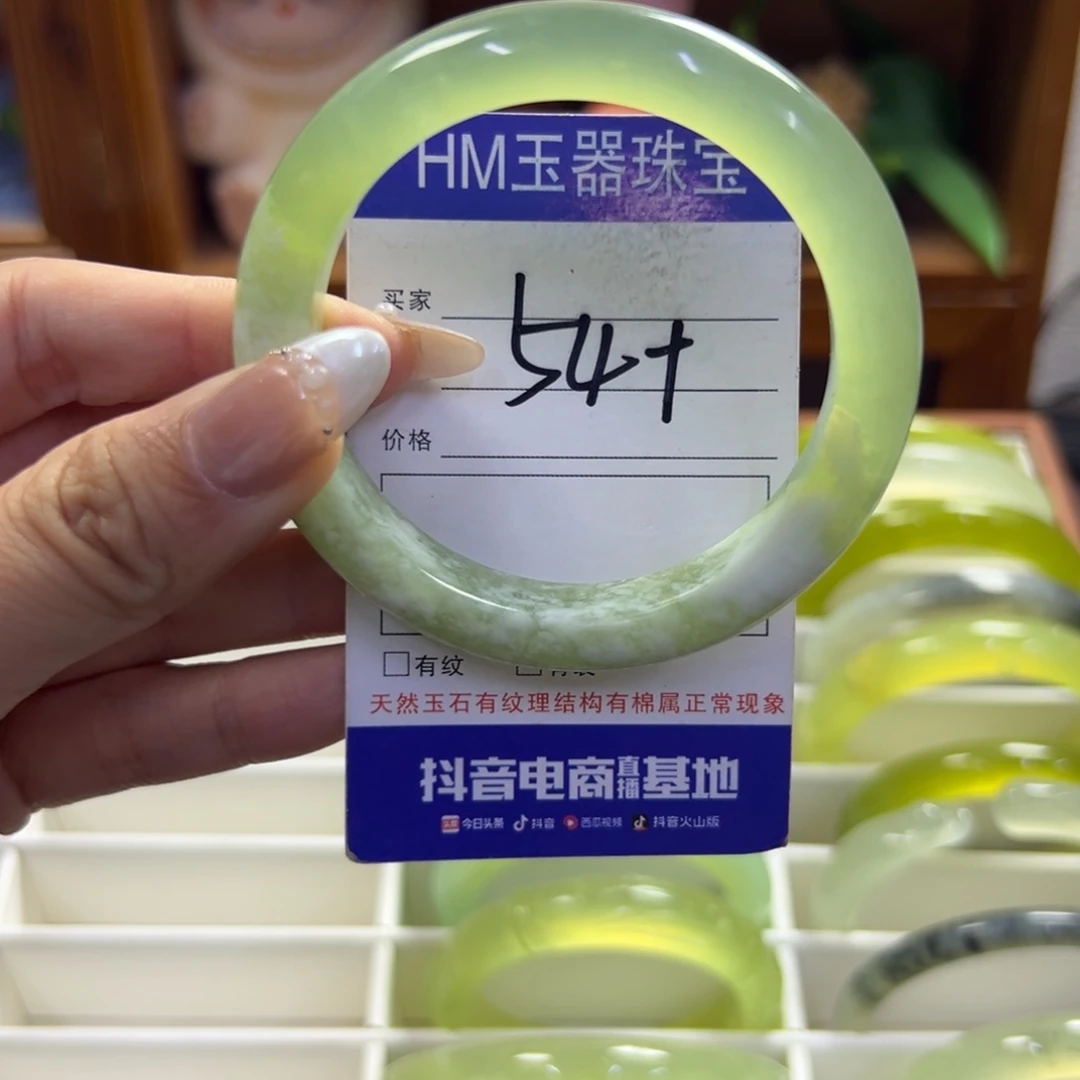 HM玉器珠宝
买家
54+
价格
有纹
天然玉石有纹理结构有棉属正常现象
抖音电商直播基地
今日头条 抖音 西瓜视频 抖音火山版